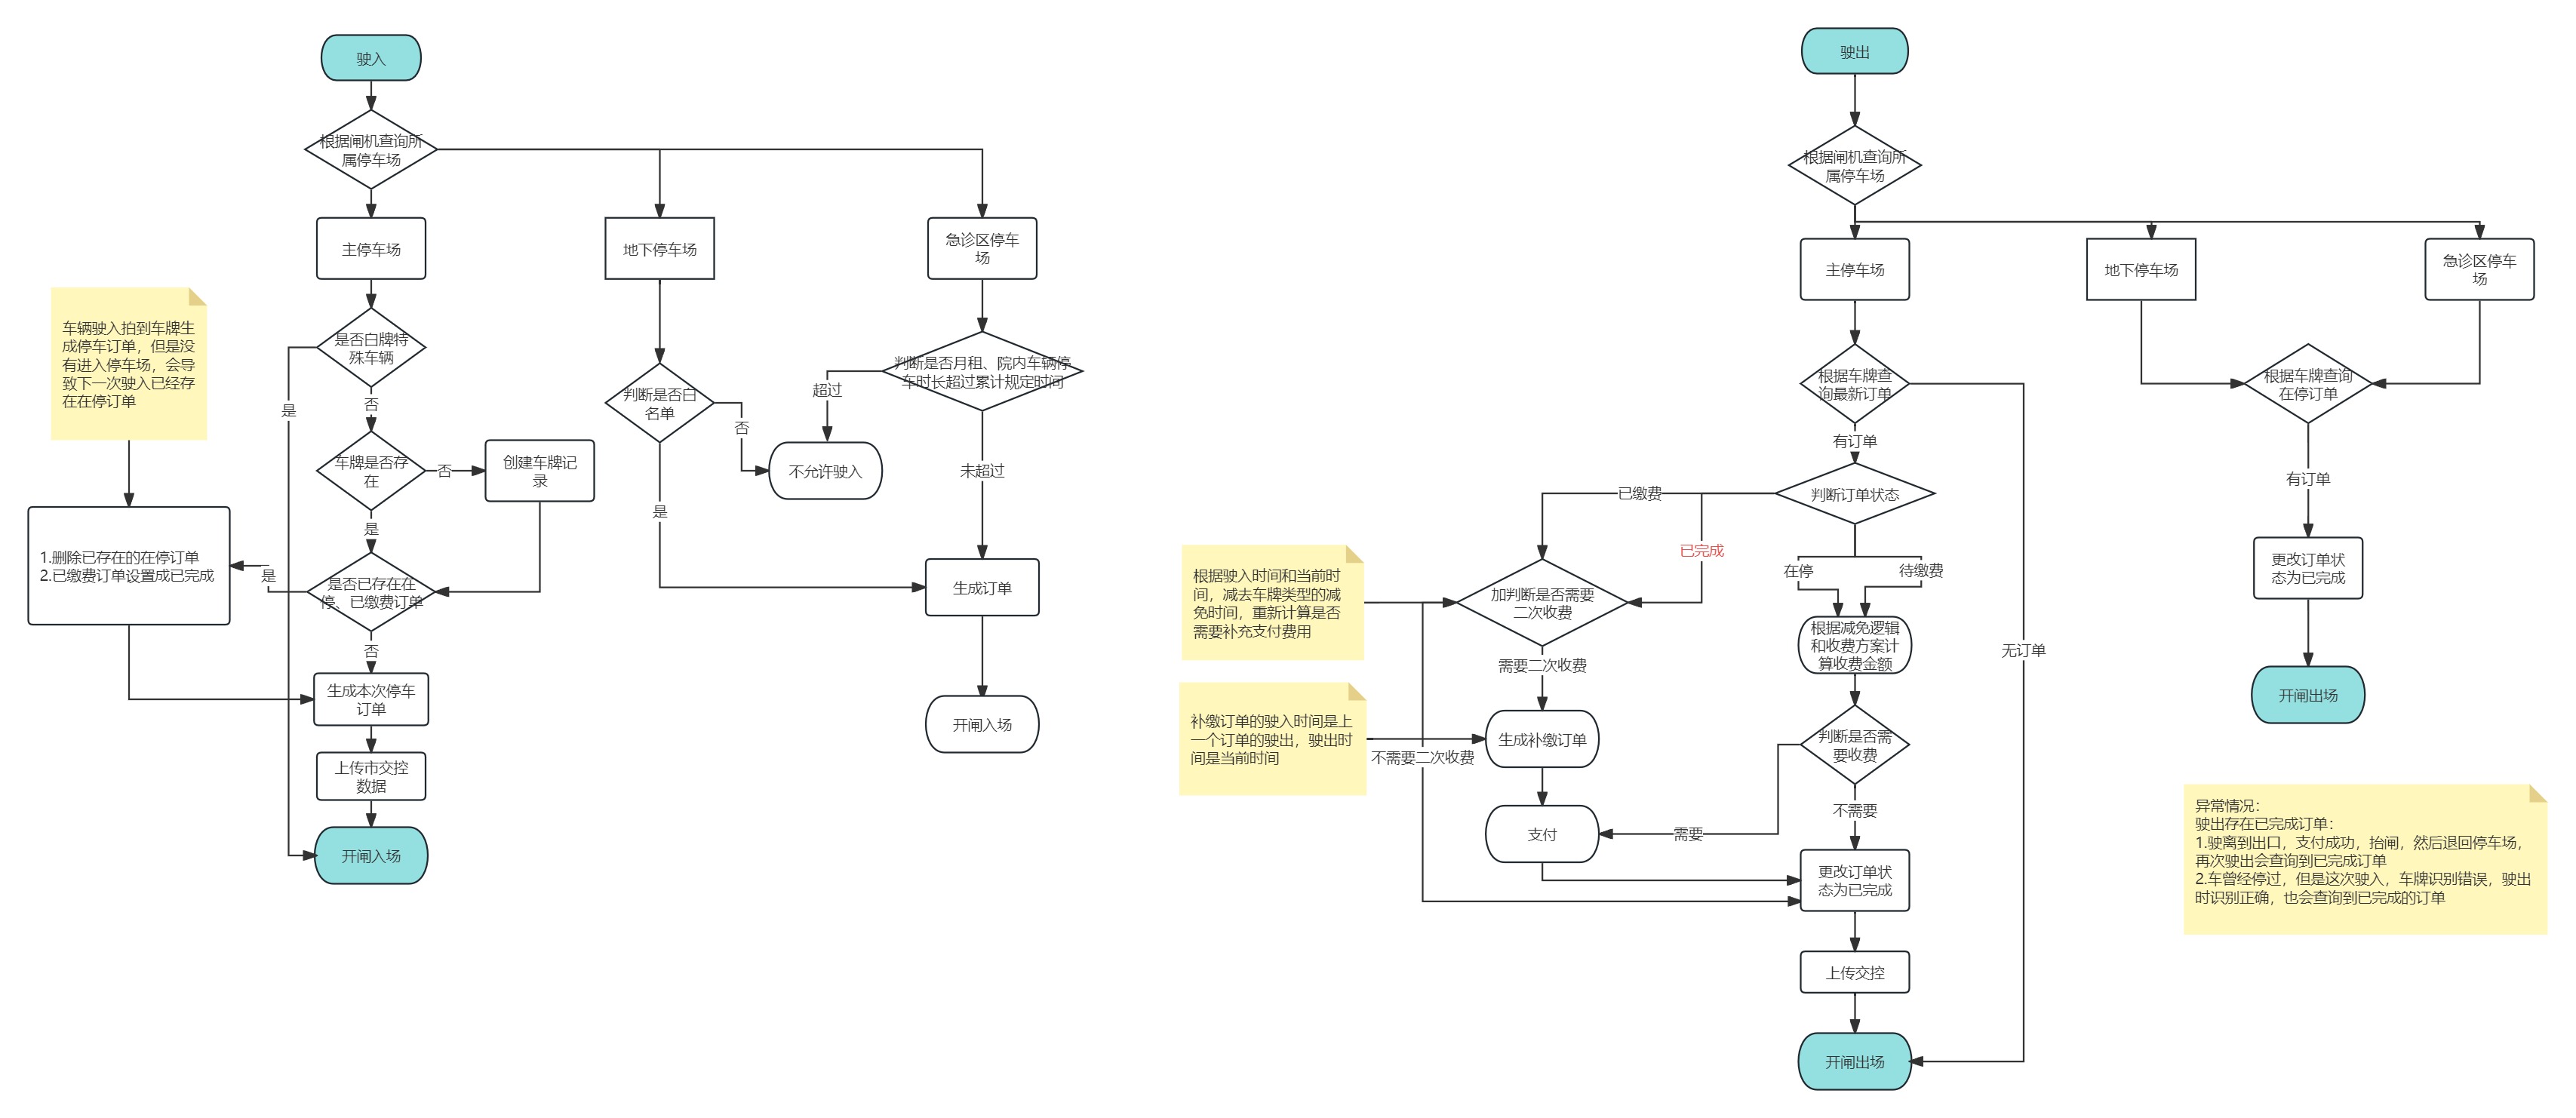 驶入
根据闸机查询所
属停车场
主停车场
地下停车场
急诊区停车
场
车辆驶入拍到车牌生
成停车订单，但是没
有进入停车场，会导
致下一次驶入已经存
在在停订单
是否白牌特
殊车辆
是
否
判断是否白
名单
否
是
判断是否月租、院内车辆停
车时长超过累计规定时间
超过
不允许驶入
未超过
车牌是否存
在
否
创建车牌记
录
是
1.删除已存在的在停订单
2.已缴费订单设置成已完成
是
是否已存在在
停、已缴费订单
否
生成订单
生成本次停车
订单
开闸入场
上传市交控
数据
开闸入场
驶出
根据闸机查询所
属停车场
主停车场
地下停车场
急诊区停车
场
根据车牌查
询最新订单
有订单
无订单
判断订单状态
已缴费
已完成
在停
待缴费
根据驶入时间和当前时
间，减去车牌类型的减
免时间，重新计算是否
需要补充支付费用
加判断是否需要
二次收费
需要二次收费
不需要二次收费
补缴订单的驶入时间是上
一个订单的驶出，驶出时
间是当前时间
生成补缴订单
支付
根据减免逻辑
和收费方案计
算收费金额
判断是否需
要收费
需要
不需要
更改订单状
态为已完成
上传交控
开闸出场
根据车牌查询
在停订单
有订单
更改订单状
态为已完成
开闸出场
异常情况：
驶出存在已完成订单：
1.驶离到出口，支付成功，抬闸，然后退回停车场，
再次驶出会查询到已完成订单
2.车曾经停过，但是这次驶入，车牌识别错误，驶出
时识别正确，也会查询到已完成的订单